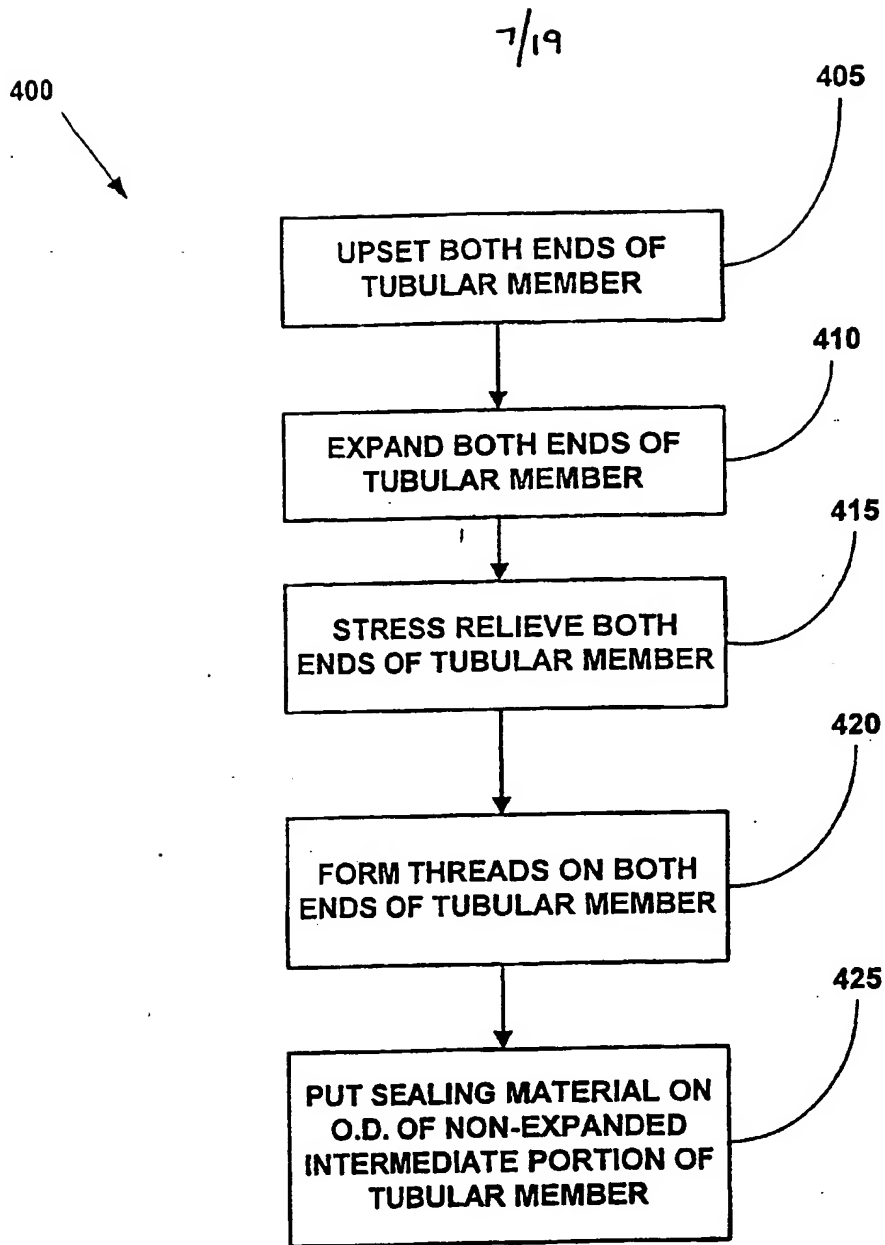 7/19
400
405
UPSET BOTH ENDS OF
TUBULAR MEMBER
410
EXPAND BOTH ENDS OF
TUBULAR MEMBER
415
STRESS RELIEVE BOTH
ENDS OF TUBULAR MEMBER
420
FORM THREADS ON BOTH
ENDS OF TUBULAR MEMBER
425
PUT SEALING MATERIAL ON
O.D. OF NON-EXPANDED
INTERMEDIATE PORTION OF
TUBULAR MEMBER